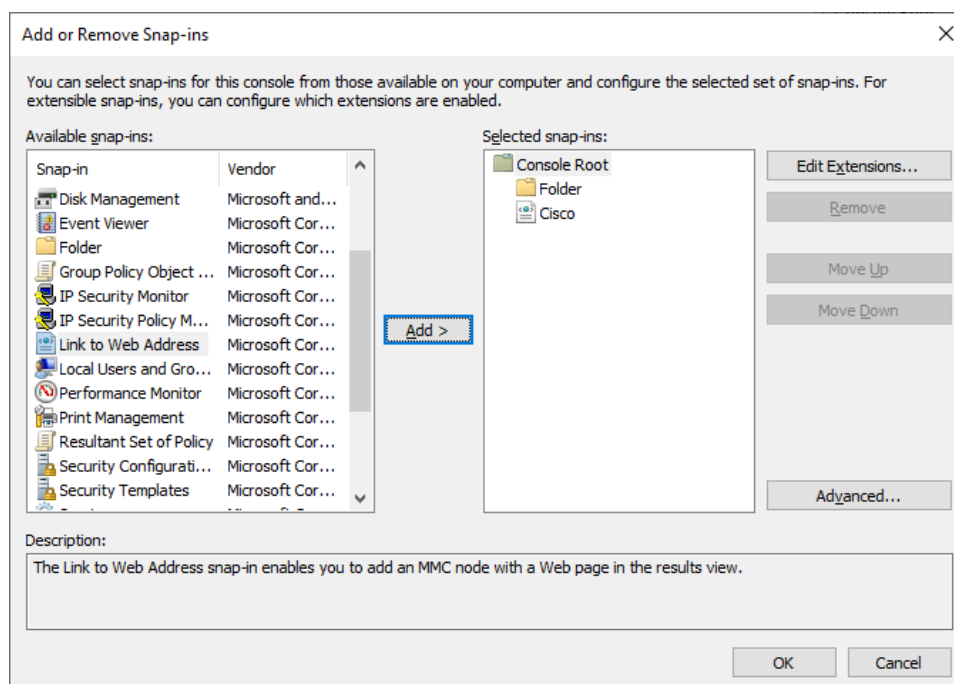 Add or Remove Snap-ins
You can select snap-ins for this console from those available on your computer and configure the selected set of snap-ins. For
extensible snap-ins, you can configure which extensions are enabled.
Available snap-ins:
Selected snap-ins:
Snap-in Vendor
Disk Management Microsoft and...
Event Viewer Microsoft Cor...
Folder Microsoft Cor...
Group Policy Object ... Microsoft Cor...
IP Security Monitor Microsoft Cor...
IP Security Policy M... Microsoft Cor...
Link to Web Address Microsoft Cor...
Local Users and Gro... Microsoft Cor...
Performance Monitor Microsoft Cor...
Print Management Microsoft Cor...
Resultant Set of Policy Microsoft Cor...
Security Configurati... Microsoft Cor...
Security Templates Microsoft Cor...
Add >
Console Root
Folder
Cisco
Edit Extensions...
Remove
Move Up
Move Down
Advanced...
Description:
The Link to Web Address snap-in enables you to add an MMC node with a Web page in the results view.
OK
Cancel